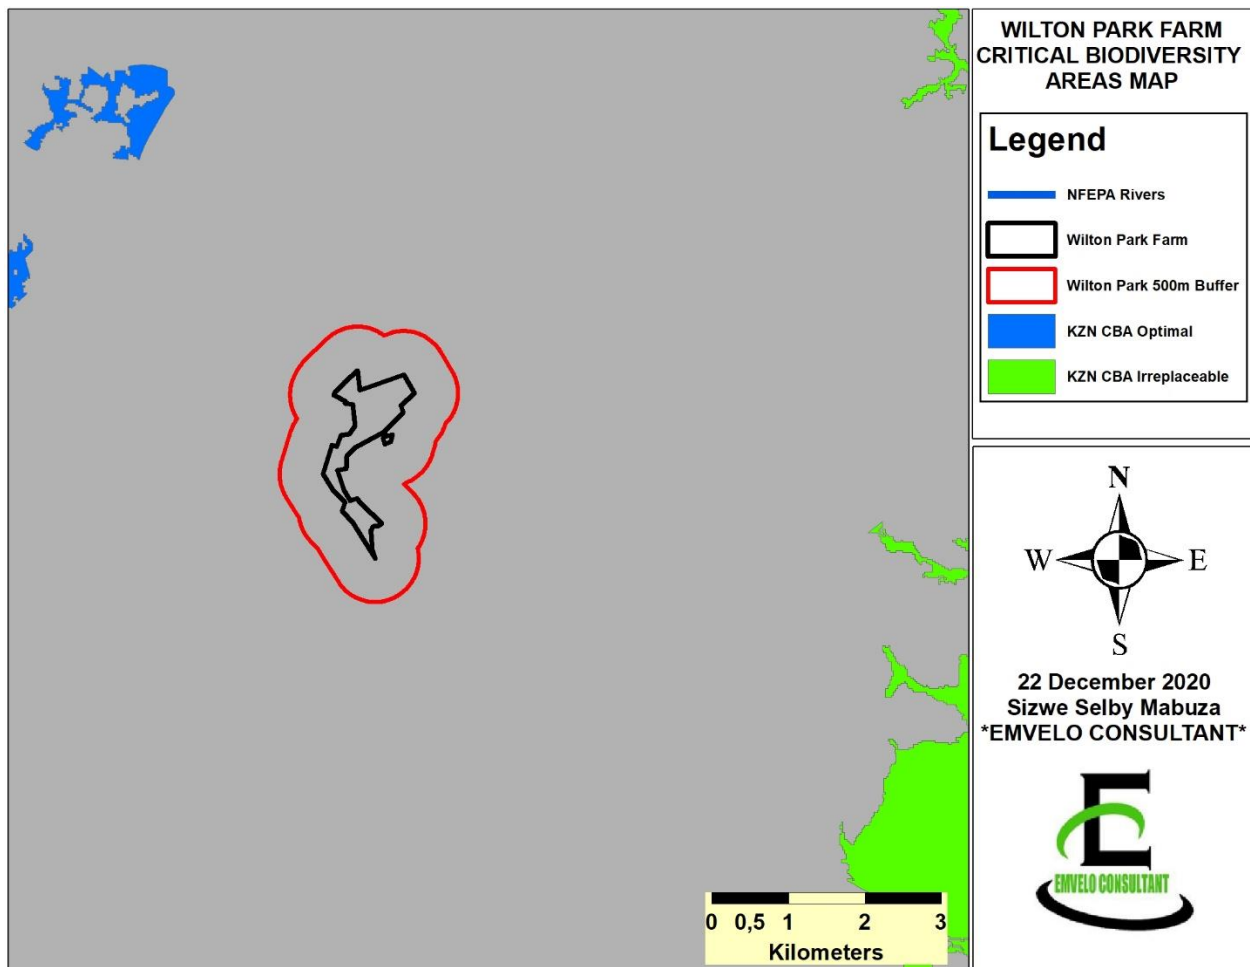 WILTON PARK FARM
CRITICAL BIODIVERSITY
AREAS MAP
Legend
NFEPA Rivers
Wilton Park Farm
Wilton Park 500m Buffer
KZN CBA Optimal
KZN CBA Irreplaceable
N
W E
S
22 December 2020
Sizwe Selby Mabuza
*EMVELO CONSULTANT*
E
EMVELO CONSULTANT
0 0,5 1 2 3
Kilometers